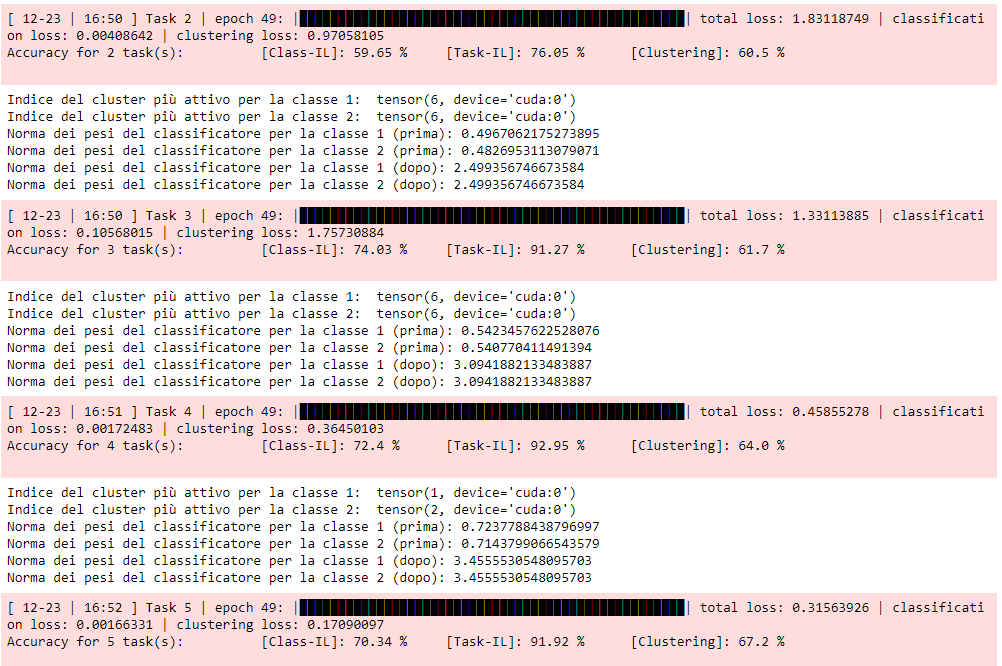 [ 12-23 | 16:50 ] Task 2 | epoch 49: || total loss: 1.83118749 | classificati
on loss: 0.00408642 | clustering loss: 0.97058105
Accuracy for 2 task(s): [Class-IL]: 59.65 % [Task-IL]: 76.05 % [Clustering]: 60.5 %
Indice del cluster più attivo per la classe 1: tensor(6, device='cuda:0')
Indice del cluster più attivo per la classe 2: tensor(6, device='cuda:0')
Norma dei pesi del classificatore per la classe 1 (prima): 0.4967062175273895
Norma dei pesi del classificatore per la classe 2 (prima): 0.4826953113079071
Norma dei pesi del classificatore per la classe 1 (dopo): 2.499356746673584
Norma dei pesi del classificatore per la classe 2 (dopo): 2.499356746673584
[ 12-23 | 16:50 ] Task 3 | epoch 49: || total loss: 1.33113885 | classificati
on loss: 0.10568015 | clustering loss: 1.75730884
Accuracy for 3 task(s): [Class-IL]: 74.03 % [Task-IL]: 91.27 % [Clustering]: 61.7 %
Indice del cluster più attivo per la classe 1: tensor(6, device='cuda:0')
Indice del cluster più attivo per la classe 2: tensor(6, device='cuda:0')
Norma dei pesi del classificatore per la classe 1 (prima): 0.5423457622528076
Norma dei pesi del classificatore per la classe 2 (prima): 0.540770411491394
Norma dei pesi del classificatore per la classe 1 (dopo): 3.0941882133483887
Norma dei pesi del classificatore per la classe 2 (dopo): 3.0941882133483887
[ 12-23 | 16:51 ] Task 4 | epoch 49: || total loss: 0.45855278 | classificati
on loss: 0.00172483 | clustering loss: 0.36450103
Accuracy for 4 task(s): [Class-IL]: 72.4 % [Task-IL]: 92.95 % [Clustering]: 64.0 %
Indice del cluster più attivo per la classe 1: tensor(1, device='cuda:0')
Indice del cluster più attivo per la classe 2: tensor(2, device='cuda:0')
Norma dei pesi del classificatore per la classe 1 (prima): 0.7237788438796997
Norma dei pesi del classificatore per la classe 2 (prima): 0.7143799066543579
Norma dei pesi del classificatore per la classe 1 (dopo): 3.4555530548095703
Norma dei pesi del classificatore per la classe 2 (dopo): 3.4555530548095703
[ 12-23 | 16:52 ] Task 5 | epoch 49: || total loss: 0.31563926 | classificati
on loss: 0.00166331 | clustering loss: 0.17090097
Accuracy for 5 task(s): [Class-IL]: 70.34 % [Task-IL]: 91.92 % [Clustering]: 67.2 %